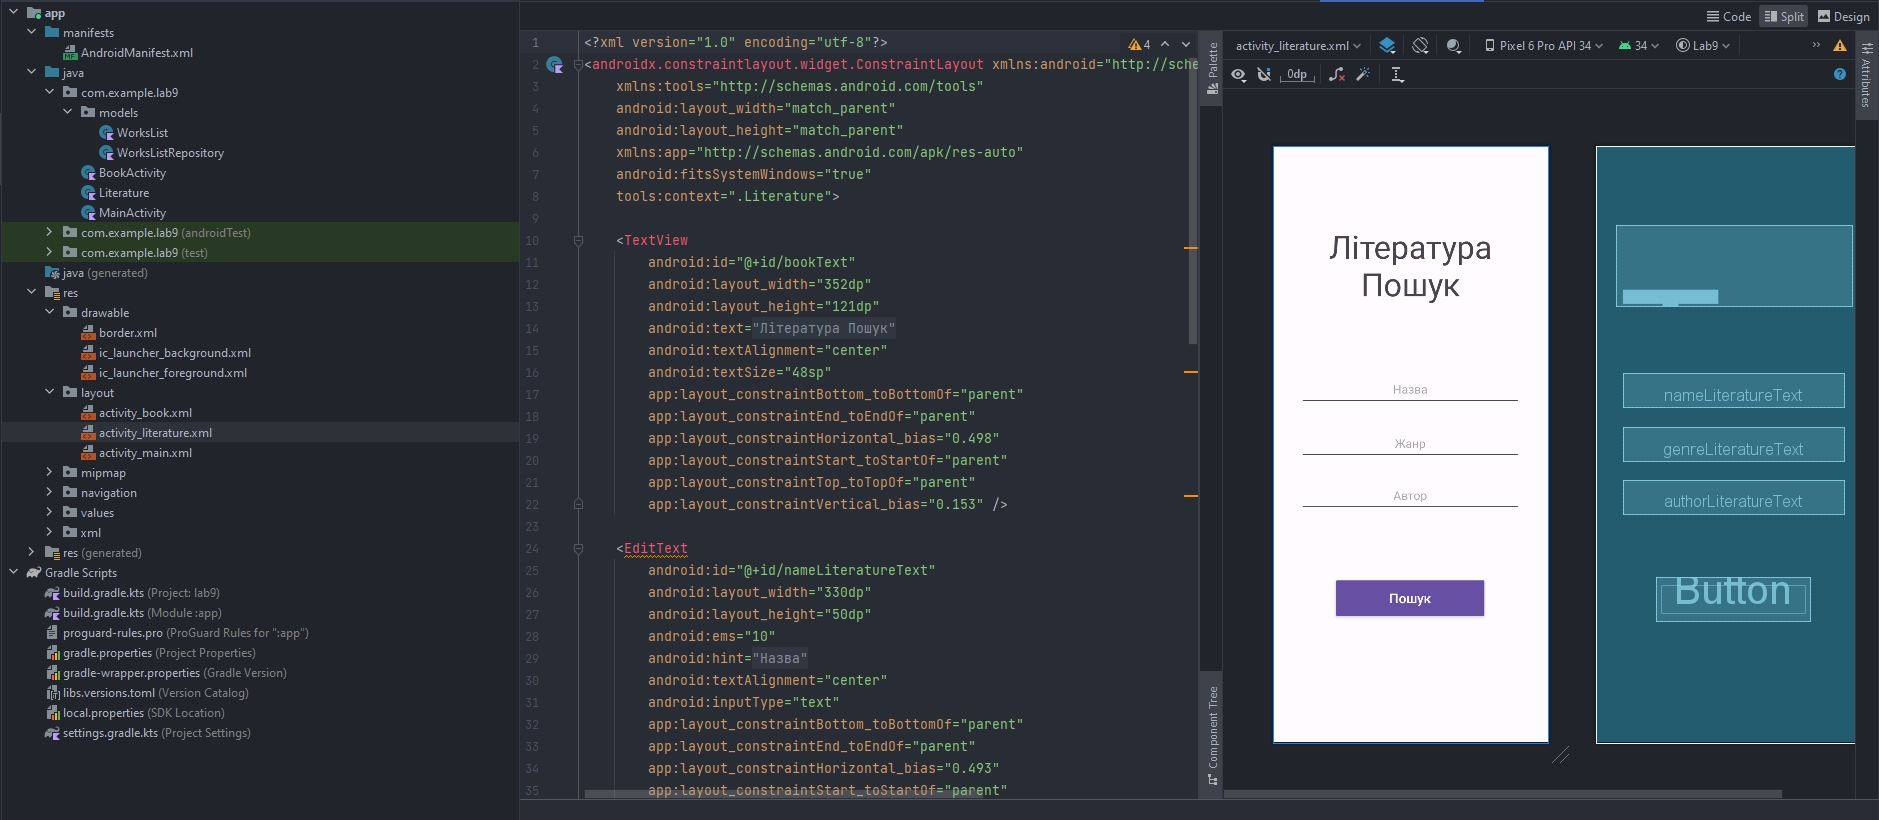 app
manifests
AndroidManifest.xml
java
com.example.lab9
models
WorksList
WorksListRepository
BookActivity
Literature
MainActivity
com.example.lab9 (androidTest)
com.example.lab9 (test)
java (generated)
res
drawable
border.xml
ic_launcher_background.xml
ic_launcher_foreground.xml
layout
activity_book.xml
activity_literature.xml
activity_main.xml
mipmap
navigation
values
xml
res (generated)
Gradle Scripts
build.gradle.kts (Project: lab9)
build.gradle.kts (Module :app)
proguard-rules.pro (ProGuard Rules for ":app")
gradle.properties (Project Properties)
gradle-wrapper.properties (Gradle Version)
libs.versions.toml (Version Catalog)
local.properties (SDK Location)
settings.gradle.kts (Project Settings)
1 <?xml version="1.0" encoding="utf-8"?>
4
2 <androidx.constraintlayout.widget.ConstraintLayout xmlns:android="http://sche
3 xmlns:tools="http://schemas.android.com/tools"
4 android:layout_width="match_parent"
5 android:layout_height="match_parent"
6 xmlns:app="http://schemas.android.com/apk/res-auto"
7 android:fitsSystemWindows="true"
8 tools:context=".Literature">
9
10 <TextView
11 android:id="@+id/bookText"
12 android:layout_width="352dp"
13 android:layout_height="121dp"
14 android:text="Література Пошук"
15 android:textAlignment="center"
16 android:textSize="48sp"
17 app:layout_constraintBottom_toBottomOf="parent"
18 app:layout_constraintEnd_toEndOf="parent"
19 app:layout_constraintHorizontal_bias="0.498"
20 app:layout_constraintStart_toStartOf="parent"
21 app:layout_constraintTop_toTopOf="parent"
22 app:layout_constraintVertical_bias="0.153" />
23
24 <EditText
25 android:id="@+id/nameLiteratureText"
26 android:layout_width="330dp"
27 android:layout_height="50dp"
28 android:ems="10"
29 android:hint="Назва"
30 android:textAlignment="center"
31 android:inputType="text"
32 app:layout_constraintBottom_toBottomOf="parent"
33 app:layout_constraintEnd_toEndOf="parent"
34 app:layout_constraintHorizontal_bias="0.493"
35 app:layout_constraintStart_toStartOf="parent"
Palette
Component Tree
Code Split Design
activity_literature.xml Pixel 6 Pro API 34 34 Lab9
0dp
Attributes
Література
Пошук
Назва
Жанр
Автор
Пошук
nameLiteratureText
genreLiteratureText
authorLiteratureText
Button